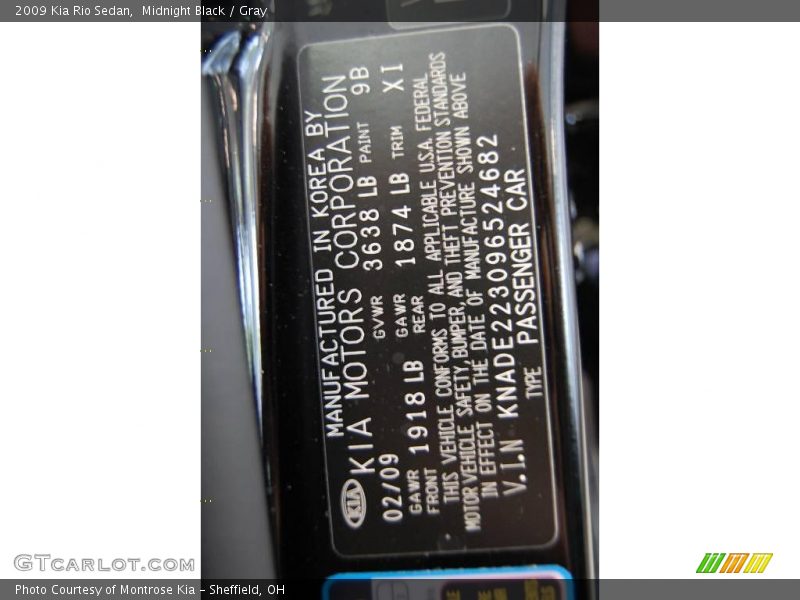 2009 Kia Rio Sedan, Midnight Black / Gray
MANUFACTURED IN KOREA BY
KIA KIA MOTORS CORPORATION
02/09 GVWR 3638 LB PAINT 9B
GAWR FRONT 1918 LB GAWR REAR 1874 LB TRIM XI
THIS VEHICLE CONFORMS TO ALL APPLICABLE U.S.A. FEDERAL
MOTOR VEHICLE SAFETY, BUMPER, AND THEFT PREVENTION STANDARDS
IN EFFECT ON THE DATE OF MANUFACTURE SHOWN ABOVE
V.I.N KNADE223096524682
TYPE PASSENGER CAR
GTCarLot.com
Photo Courtesy of Montrose Kia - Sheffield, OH